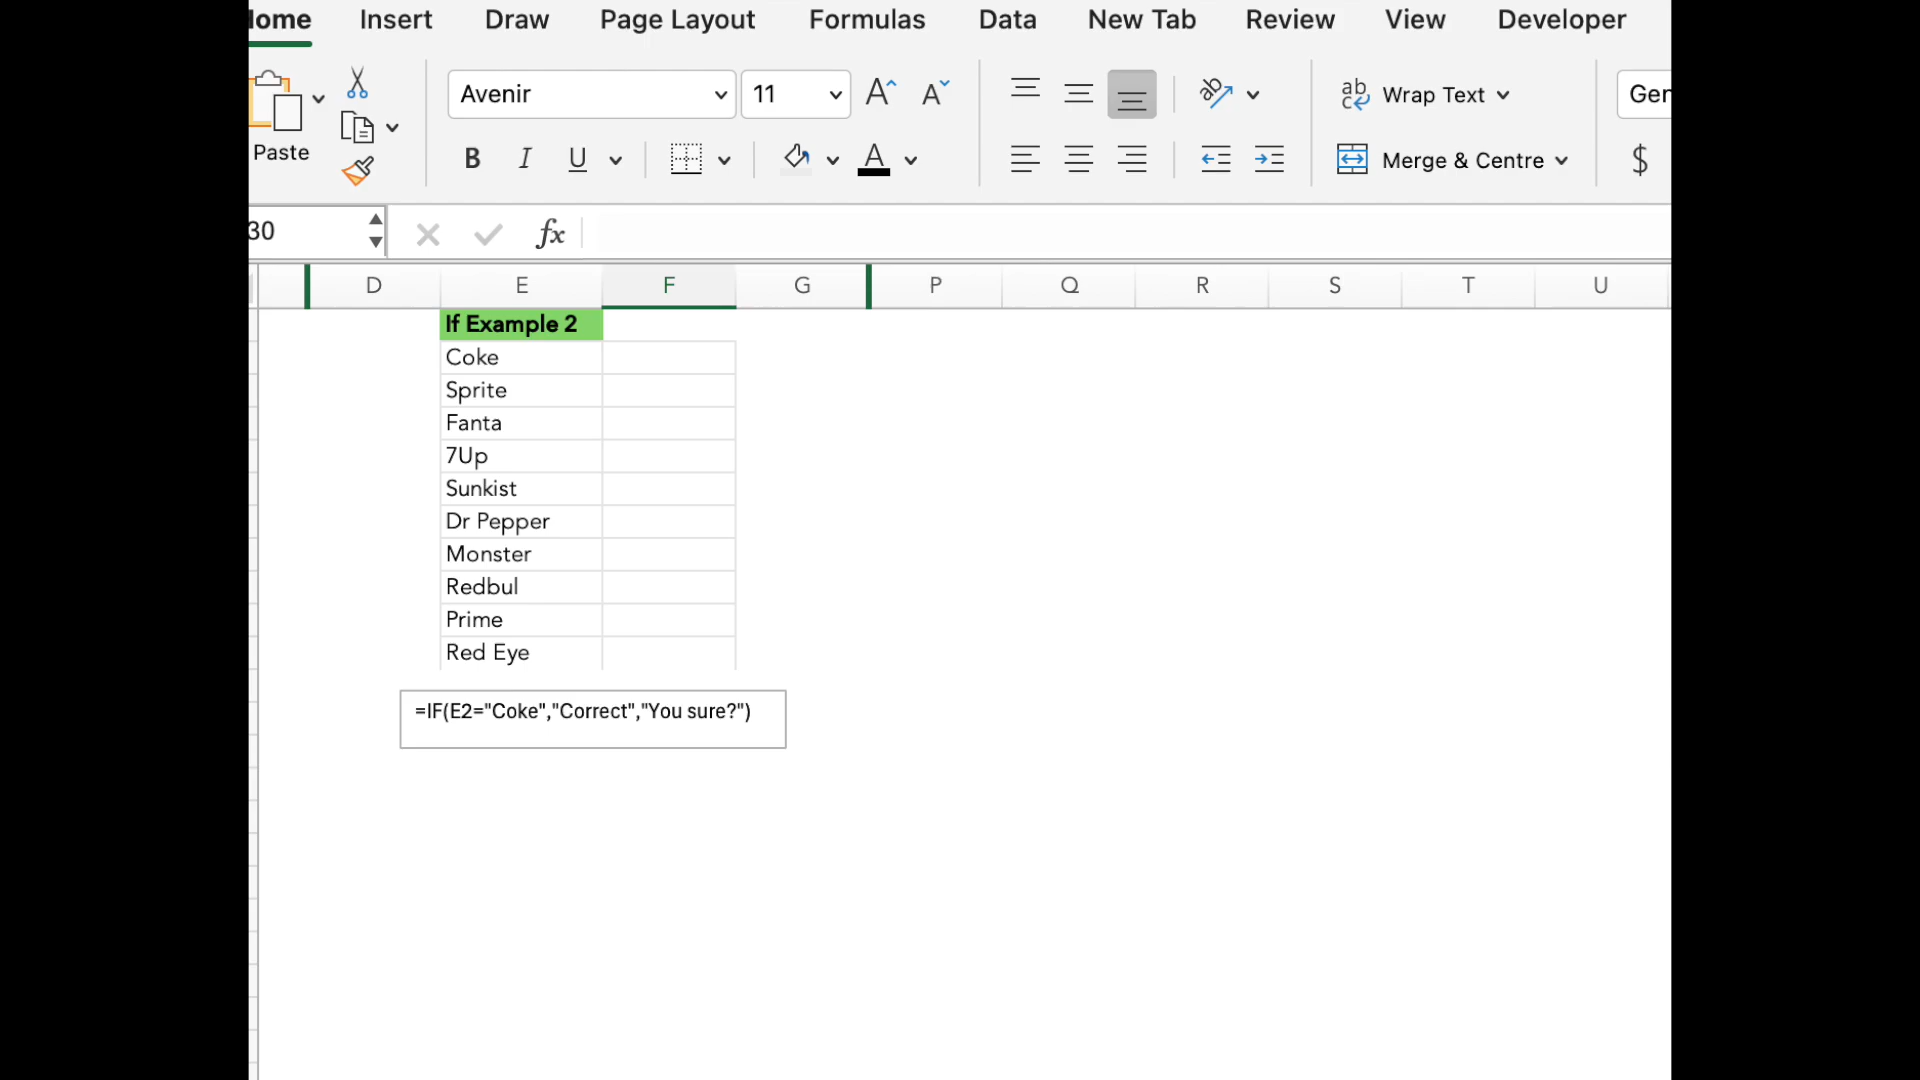 Home Insert Draw Page Layout Formulas Data New Tab Review View Developer
Avenir 11 Wrap Text Gen
Paste B I U A Merge & Centre $
30 fx
D E F G P Q R S T U
If Example 2
Coke
Sprite
Fanta
7Up
Sunkist
Dr Pepper
Monster
Redbul
Prime
Red Eye
=IF(E2="Coke","Correct","You sure?")